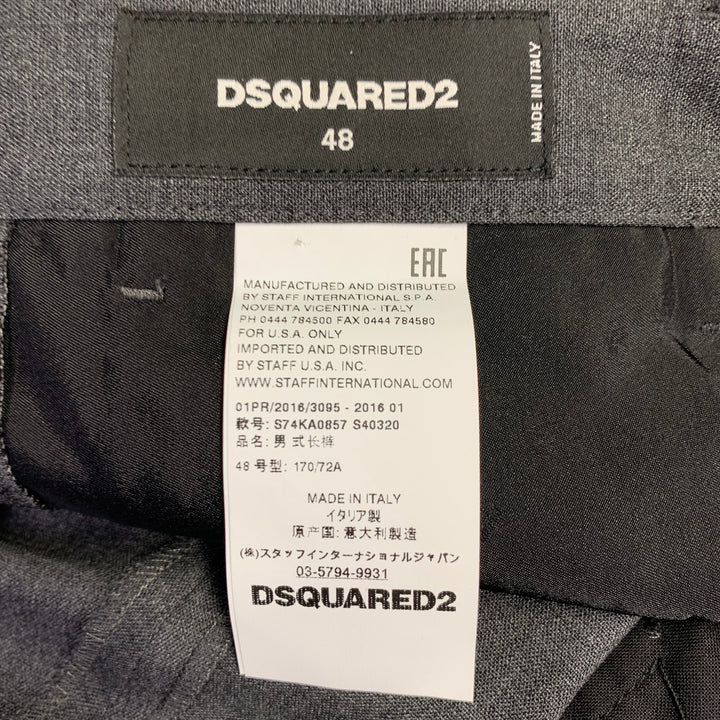 DSQUARED2
48
MADE IN ITALY
EAC
MANUFACTURED AND DISTRIBUTED
BY STAFF INTERNATIONAL S.P.A.
NOVENTA VICENTINA - ITALY
PH 0444 784500 FAX 0444 784580
FOR U.S.A. ONLY
IMPORTED AND DISTRIBUTED
BY STAFF U.S.A. INC.
WWW.STAFFINTERNATIONAL.COM
01PR/2016/3095 - 2016 01
款号: S74KA0857 S40320
品名: 男 式长裤
48 号型: 170/72A
MADE IN ITALY
イタリア製
原产国: 意大利製造
(株)スタッフインターナショナルジャパン
03-5794-9931
DSQUARED2